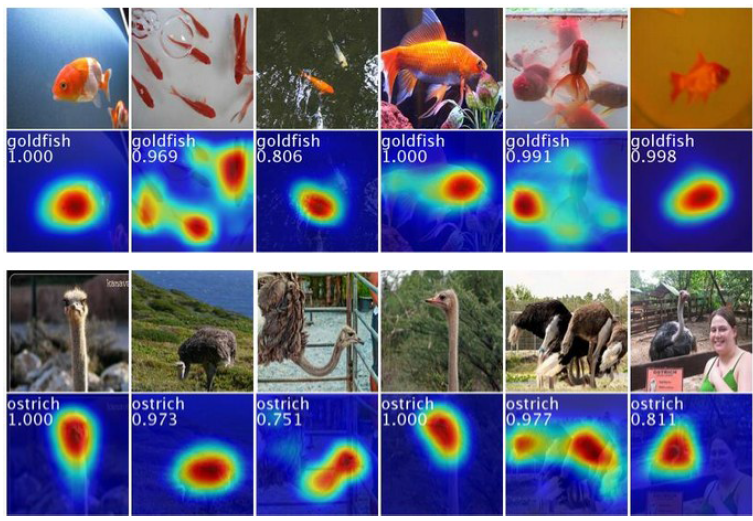 goldfish
1.000
goldfish
0.969
goldfish
0.806
goldfish
1.000
goldfish
0.991
goldfish
0.998
ostrich
1.000
ostrich
0.973
ostrich
0.751
ostrich
1.000
ostrich
0.977
ostrich
0.811